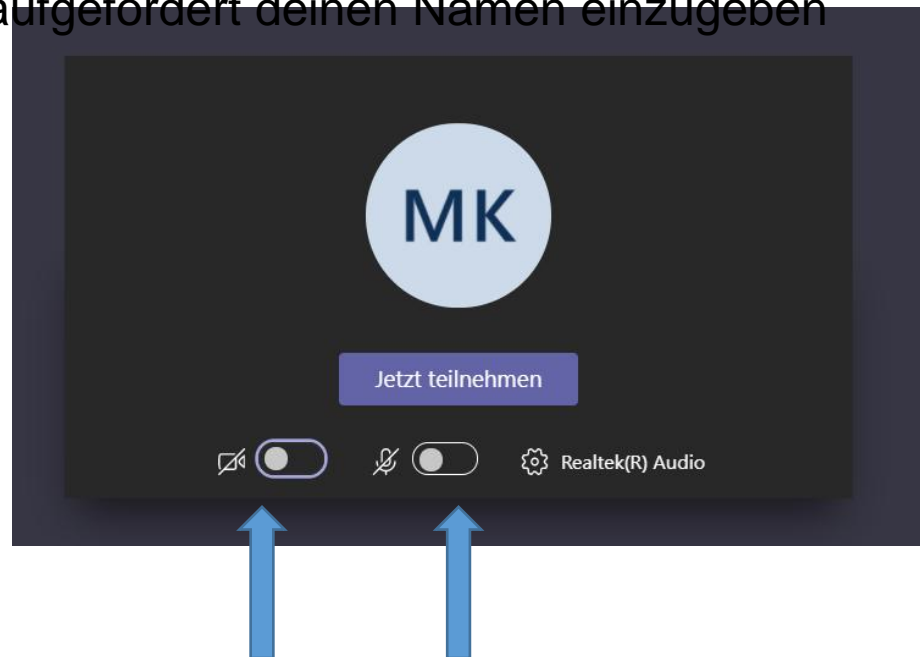 aufgefordert deinen Namen einzugeben
MK
Jetzt teilnehmen
Realtek(R) Audio